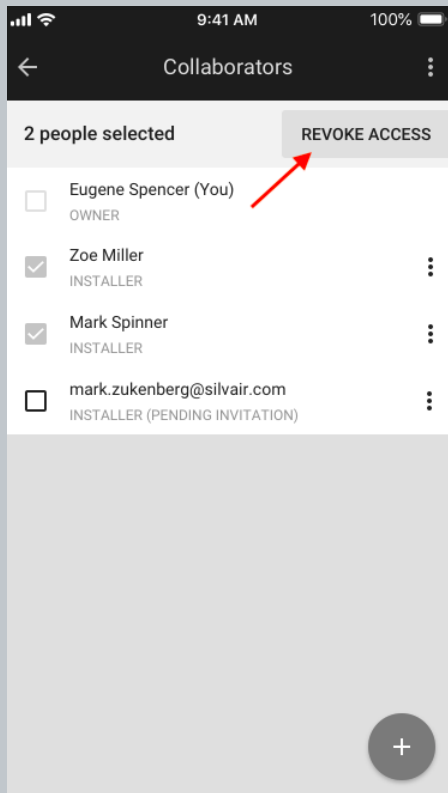 9:41 AM
100%
Collaborators
2 people selected
REVOKE ACCESS
Eugene Spencer (You)
OWNER
Zoe Miller
INSTALLER
Mark Spinner
INSTALLER
mark.zukenberg@silvair.com
INSTALLER (PENDING INVITATION)